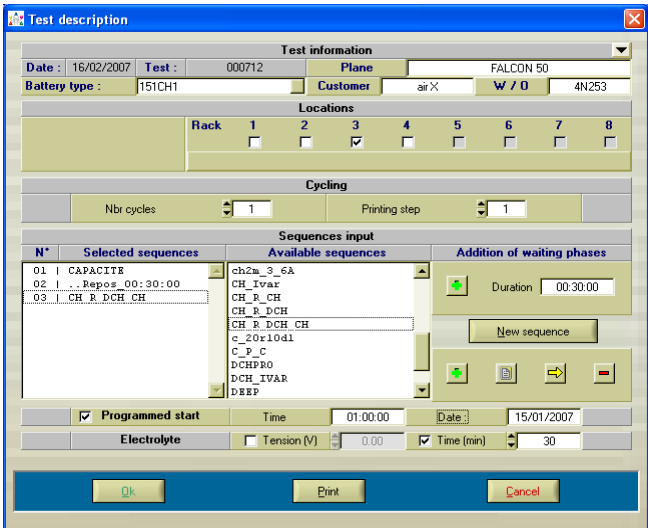 Test description
Test information
Date : 16/02/2007 Test : 000712 Plane FALCON 50
Battery type : 151CH1 Customer air X W / O 4N253
Locations
Rack 1 2 3 4 5 6 7 8
Cycling
Nbr cycles 1 Printing step 1
Sequences input
N° Selected sequences Available sequences Addition of waiting phases
01 | CAPACITE
02 | ..Repos_00:30:00
03 | CH_R_DCH_CH
ch2m_3_6A
CH_Ivar
CH_R_CH
CH_R_DCH
CH_R_DCH_CH
c_20r10d1
C_P_C
DCHPRO
DCH_IVAR
DEEP
Duration 00:30:00
New sequence
Programmed start Time 01:00:00 Date : 15/01/2007
Electrolyte Tension (V) 0.00 Time (min) 30
Ok Print Cancel